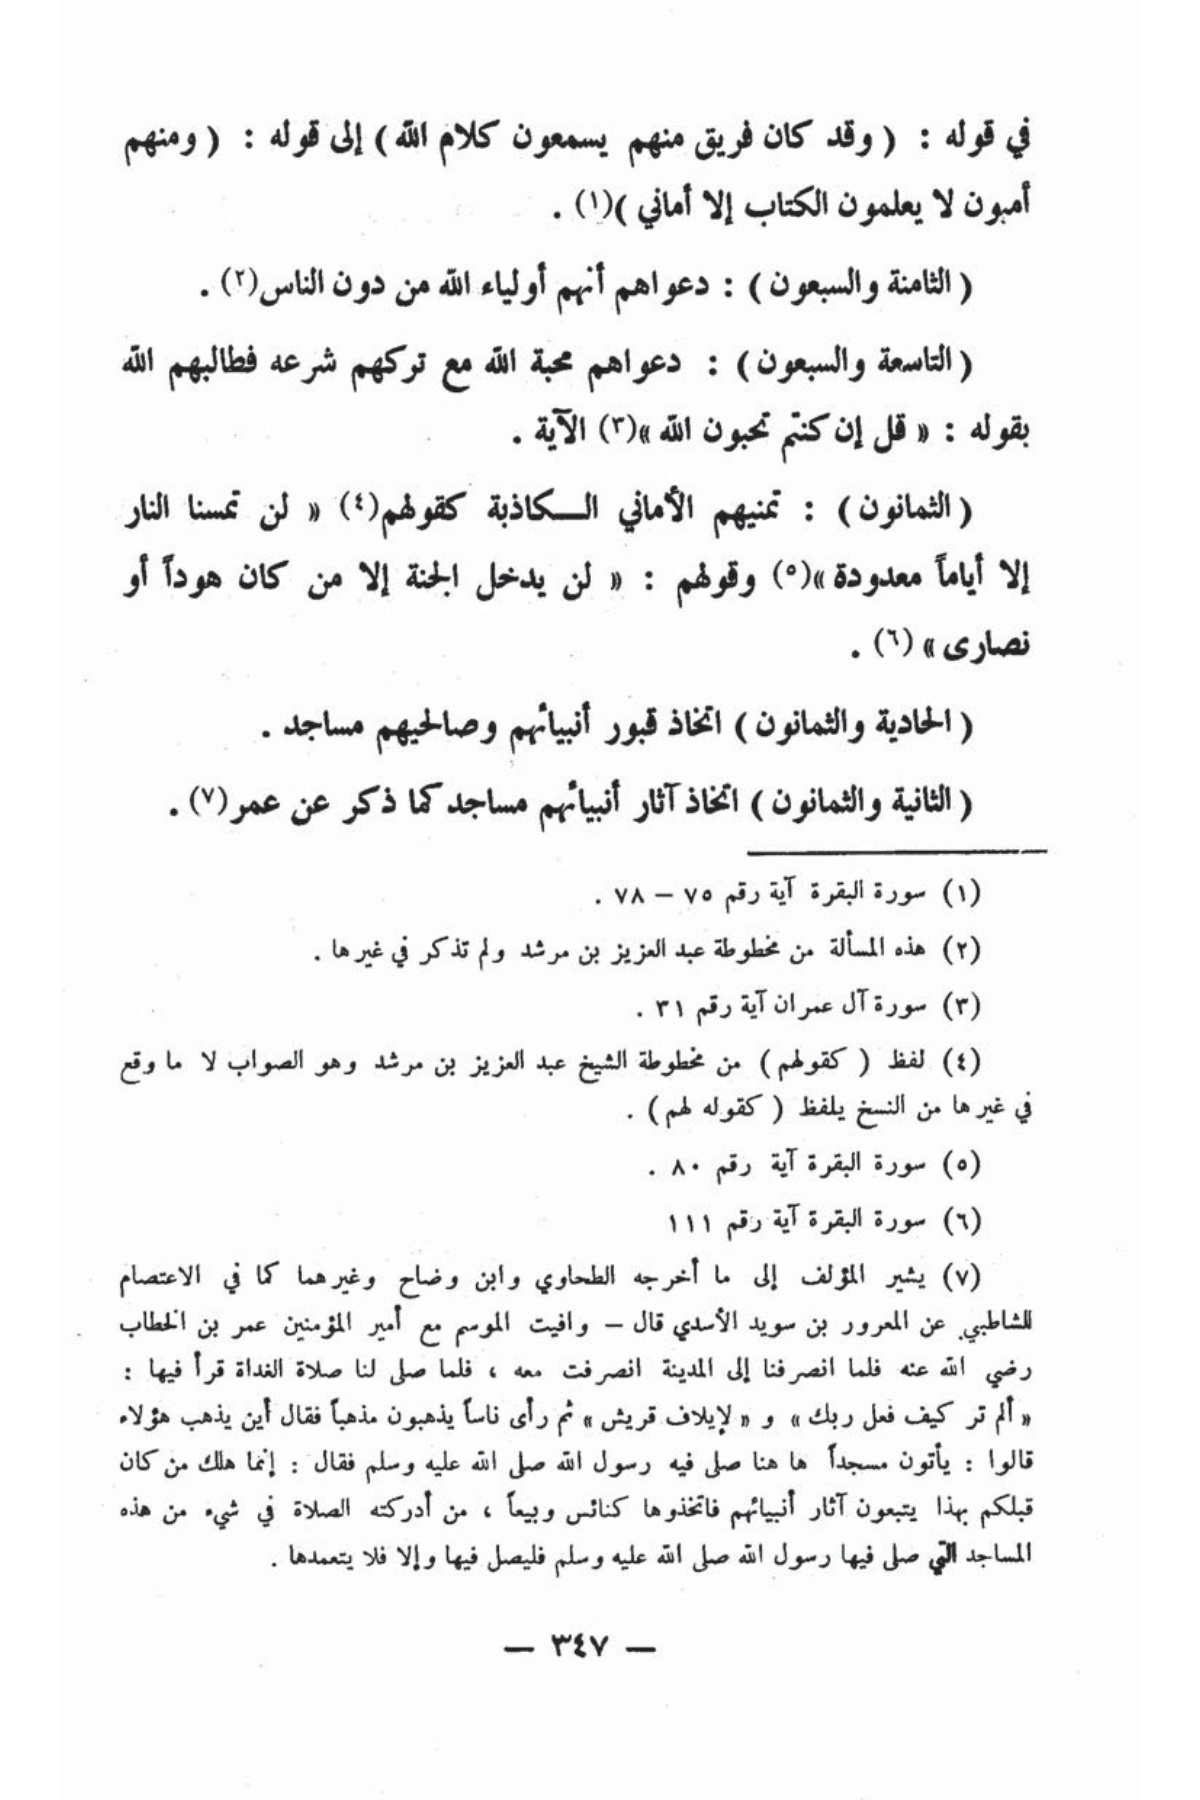 في قوله : ( وقد كان فريق منهم يسمعون كلام الله ) إلى قوله : ( ومنهم
أميون لا يعلمون الكتاب إلا أماني )(١) .
( الثامنة والسبعون ) : دعواهم أنهم أولياء الله من دون الناس(٢) .
( التاسعة والسبعون ) : دعواهم محبة الله مع تركهم شرعه فطالبهم الله
بقوله : « قل إن كنتم تحبون الله »(٣) الآية .
( الثمانون ) : تمنيهم الأماني الـكاذبة كقولهم(٤) « لن تمسنا النار
إلا أياماً معدودة »(٥) وقولهم : « لن يدخل الجنة إلا من كان هوداً أو
نصارى » (٦) .
( الحادية والثمانون ) اتخاذ قبور أنبيائهم وصالحيهم مساجد .
( الثانية والثمانون ) اتخاذ آثار أنبيائهم مساجد كما ذكر عن عمر(٧) .
(١) سورة البقرة آية رقم ٧٥ – ٧٨ .
(٢) هذه المسألة من مخطوطة عبد العزيز بن مرشد ولم تذكر في غيرها .
(٣) سورة آل عمران آية رقم ٣١ .
(٤) لفظ ( كقولهم ) من مخطوطة الشيخ عبد العزيز بن مرشد وهو الصواب لا ما وقع
في غيرها من النسخ يلفظ ( كقوله لهم ) .
(٥) سورة البقرة آية رقم ٨٠ .
(٦) سورة البقرة آية رقم ١١١
(٧) يشير المؤلف إلى ما أخرجه الطحاوي وابن وضاح وغيرهما كما في الاعتصام
للشاطبي عن المعرور بن سويد الأسدي قال – وافيت الموسم مع أمير المؤمنين عمر بن الخطاب
رضي الله عنه فلما انصرفنا إلى المدينة انصرفت معه ، فلما صلى لنا صلاة الغداة قرأ فيها :
« ألم تر كيف فعل ربك » و « لإيلاف قريش » ثم رأى ناساً يذهبون مذهباً فقال أين يذهب هؤلاء
قالوا : يأتون مسجداً ها هنا صلى فيه رسول الله صلى الله عليه وسلم فقال : إنما هلك من كان
قبلكم بهذا يتبعون آثار أنبيائهم فاتخذوها كنائس وبيعاً ، من أدركته الصلاة في شيء من هذه
المساجد التي صلى فيها رسول الله صلى الله عليه وسلم فليصل فيها وإلا فلا يتعمدها .
— ٣٤٧ —